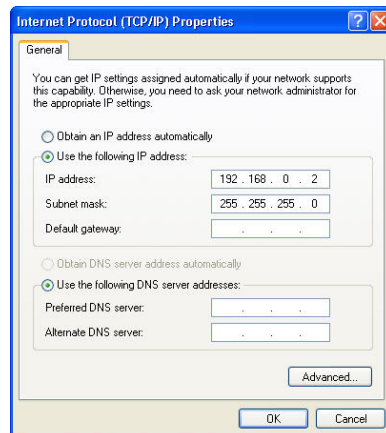 Internet Protocol (TCP/IP) Properties
General
You can get IP settings assigned automatically if your network supports
this capability. Otherwise, you need to ask your network administrator for
the appropriate IP settings.
Obtain an IP address automatically
Use the following IP address:
IP address: 192 . 168 . 0 . 2
Subnet mask: 255 . 255 . 255 . 0
Default gateway: . . .
Obtain DNS server address automatically
Use the following DNS server addresses:
Preferred DNS server: . . .
Alternate DNS server: . . .
Advanced...
OK Cancel